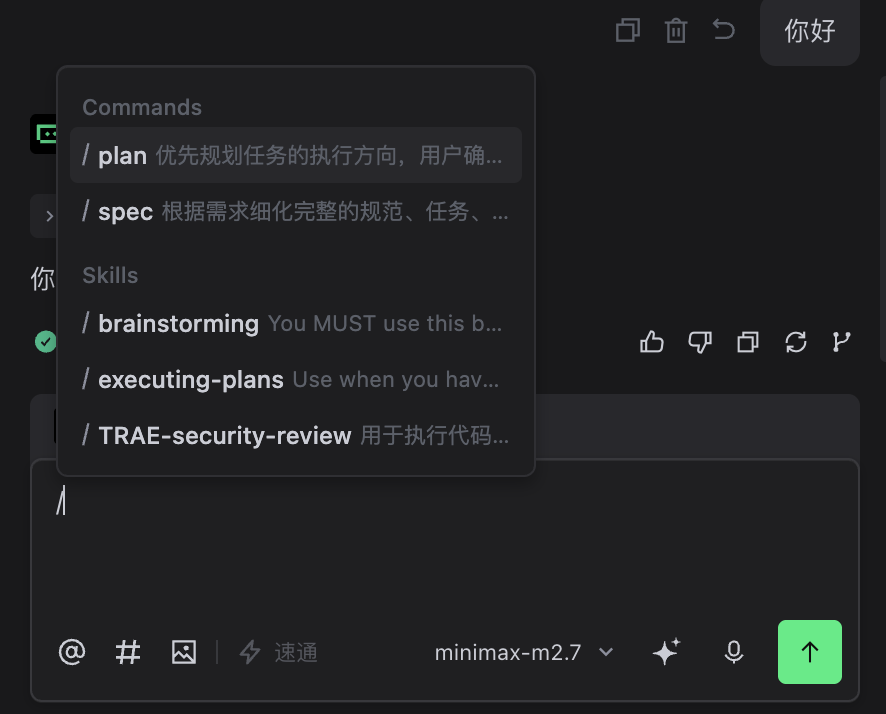 你好
Commands
/ plan 优先规划任务的执行方向，用户确...
/ spec 根据需求细化完整的规范、任务、...
Skills
/ brainstorming You MUST use this b...
/ executing-plans Use when you hav...
/ TRAE-security-review 用于执行代码...
你
/
@ # 速通 minimax-m2.7